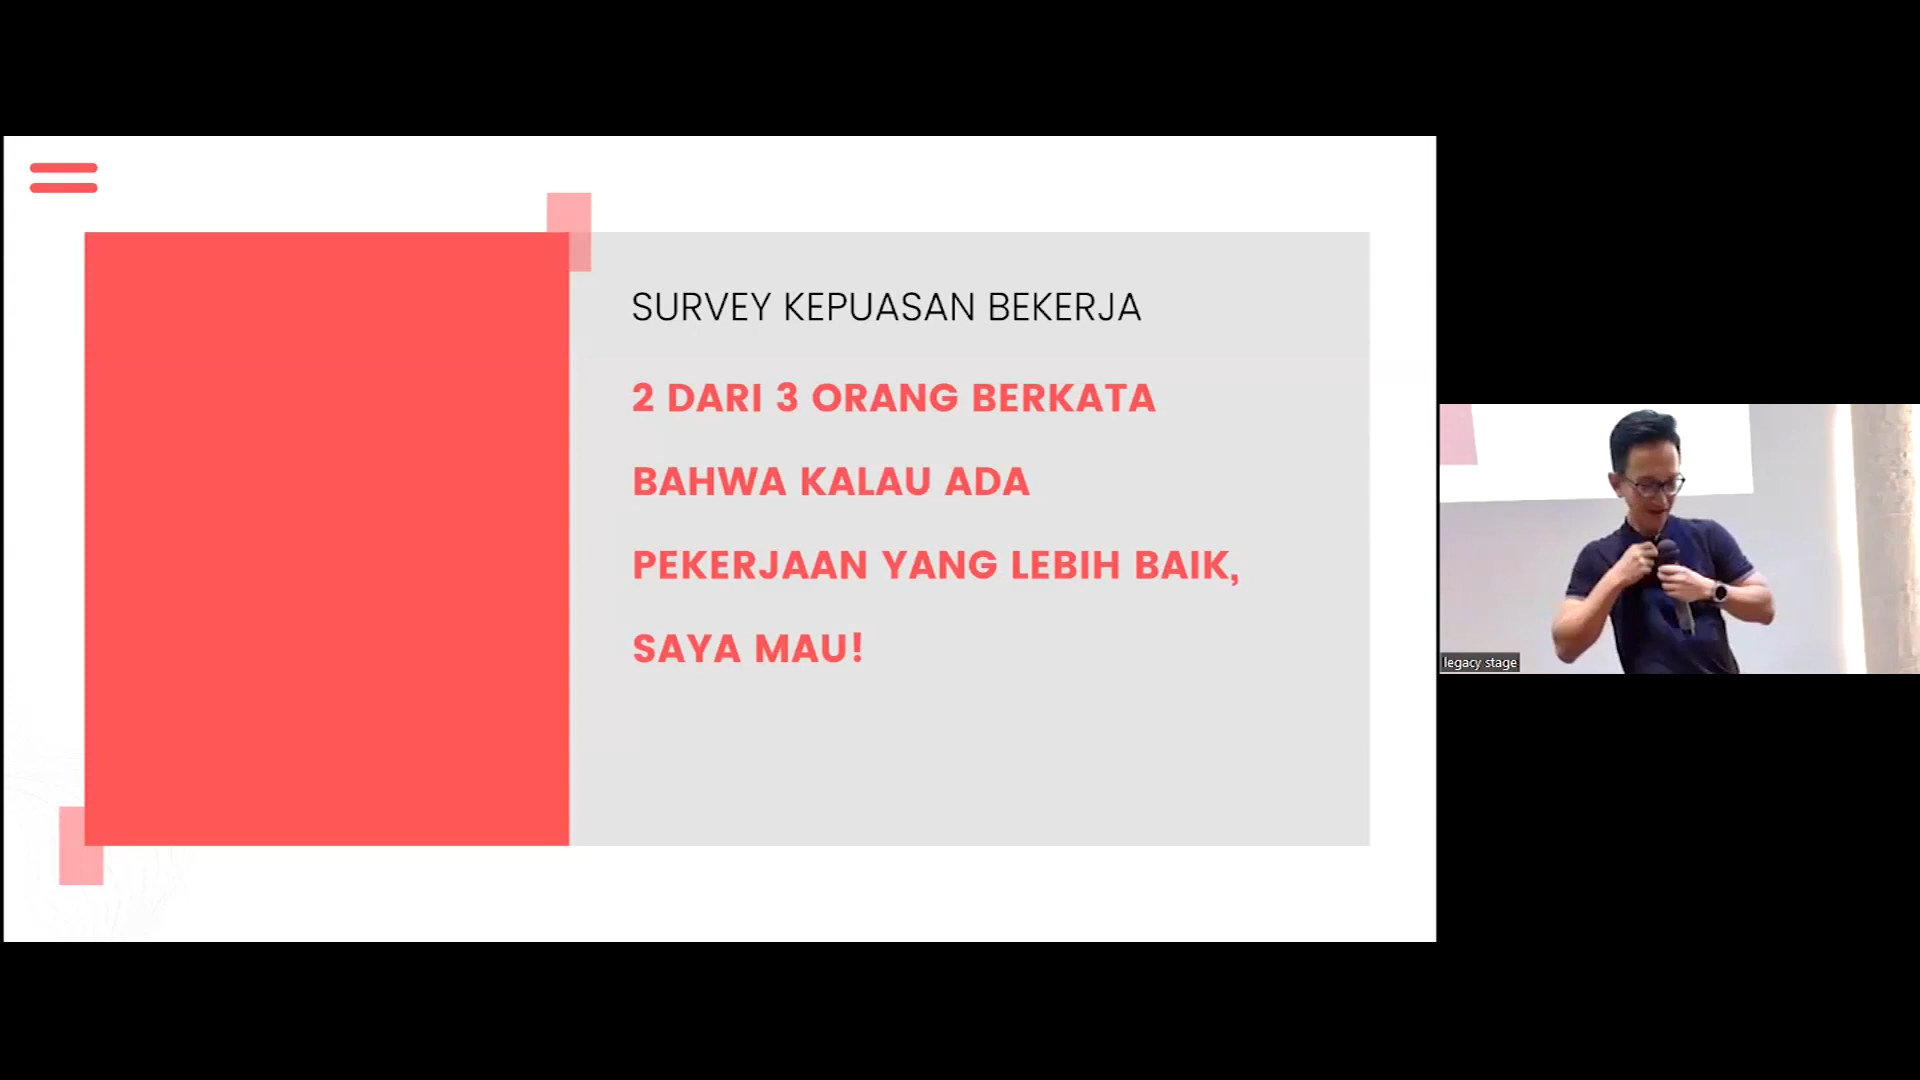 SURVEY KEPUASAN BEKERJA
2 DARI 3 ORANG BERKATA
BAHWA KALAU ADA
PEKERJAAN YANG LEBIH BAIK,
SAYA MAU!
legacy stage